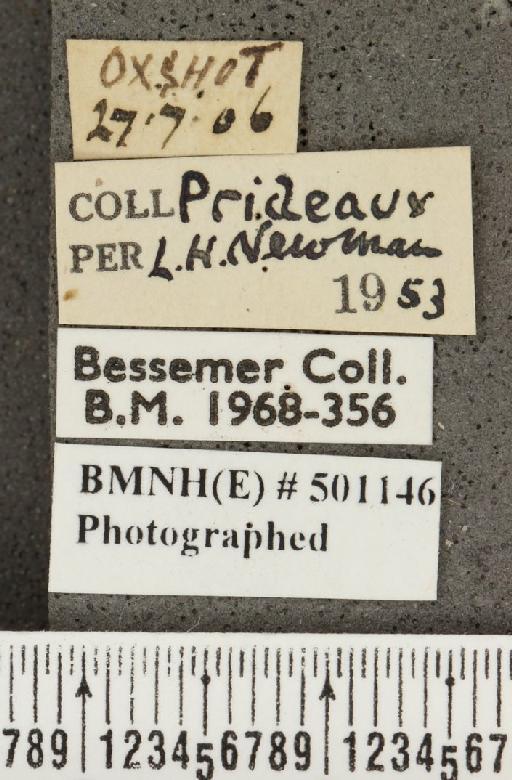 OXSHOT
27.7.06
COLL Prideaux
PER L.H. Newman
1953
Bessemer Coll.
B.M. 1968-356
BMNH(E) # 501146
Photographed
789 123456789 1234567